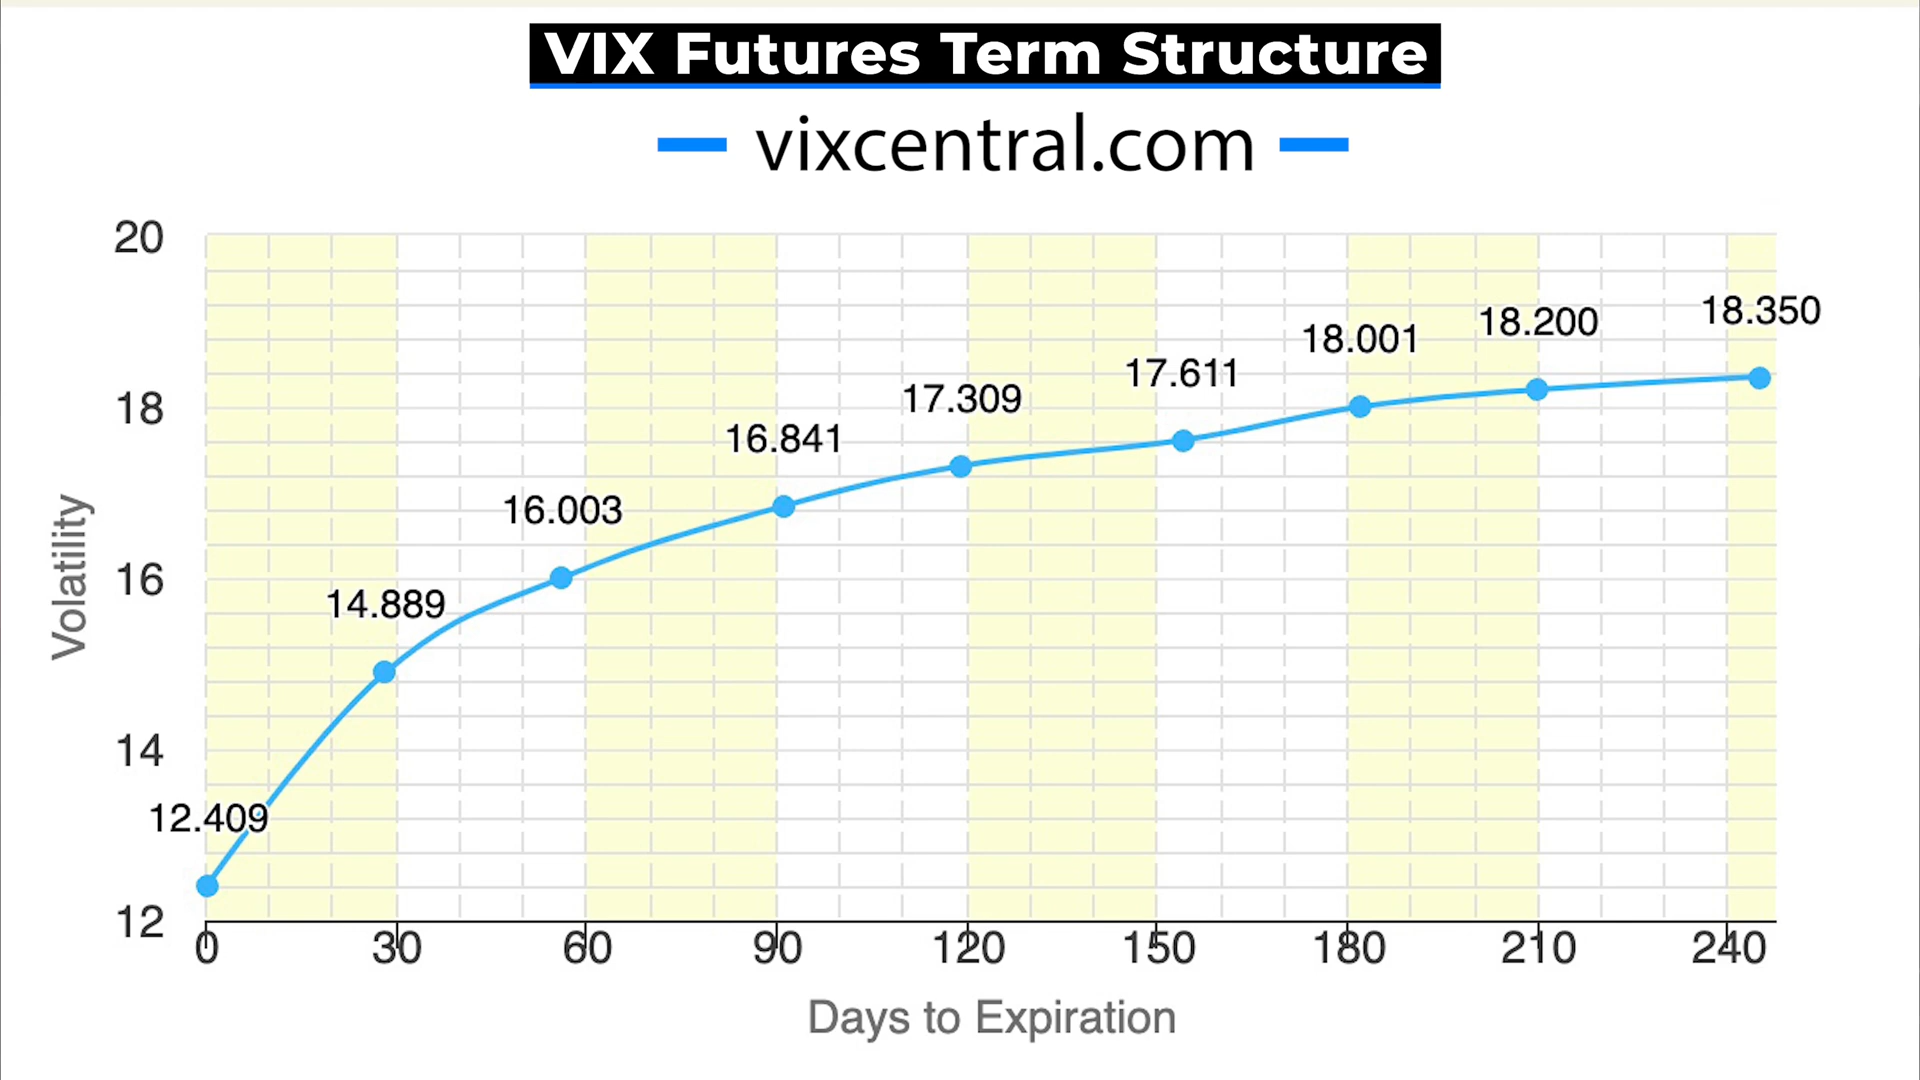 VIX Futures Term Structure
vixcentral.com
20
18.350
18.200
18.001
17.611
18
17.309
16.841
16.003
16
14.889
14
12.409
12
0 30 60 90 120 150 180 210 240
Volatility
Days to Expiration